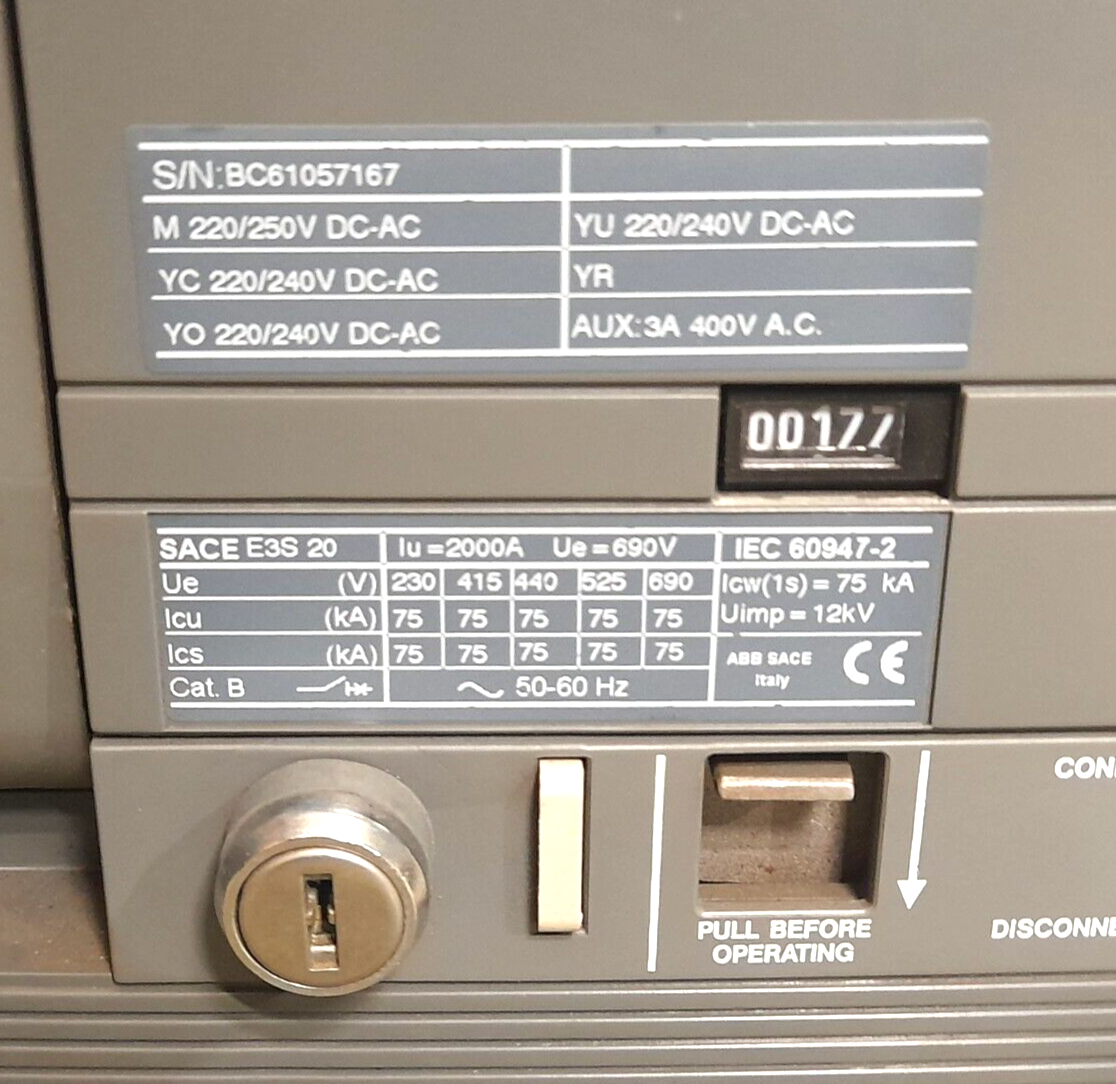 S/N:BC61057167
M 220/250V DC-AC YU 220/240V DC-AC
YC 220/240V DC-AC YR
YO 220/240V DC-AC AUX:3A 400V A.C.
00177
SACE E3S 20 Iu=2000A Ue=690V IEC 60947-2
Ue (V) 230 415 440 525 690 Icw(1s)= 75 kA
Icu (kA) 75 75 75 75 75 Uimp = 12kV
Ics (kA) 75 75 75 75 75 ABB SACE CE
Italy
Cat. B 50-60 Hz
CON
PULL BEFORE
OPERATING
DISCONNE